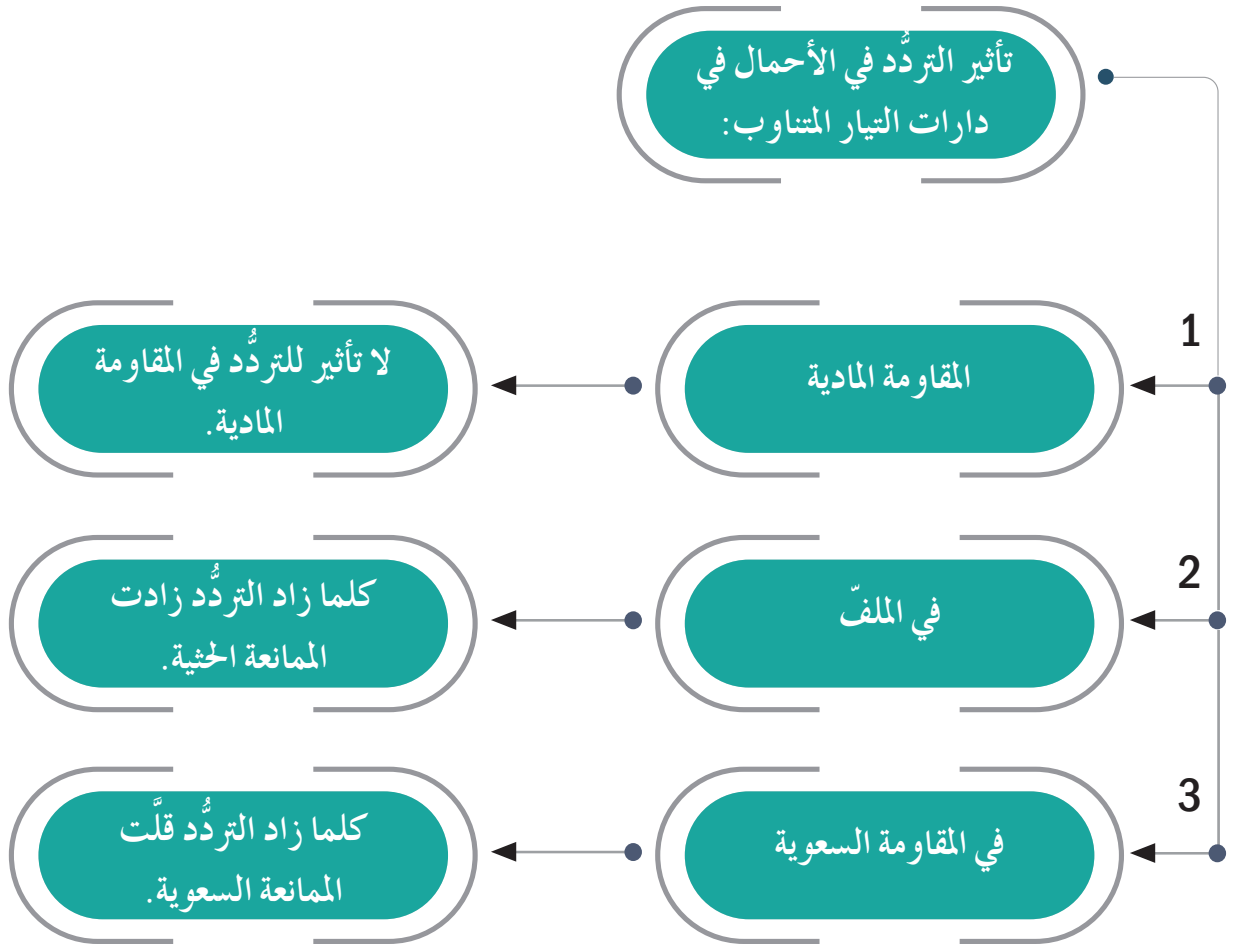 تأثير التردُّد في الأحمال في
دارات التيار المتناوب:
1
المقاومة المادية
لا تأثير للتردُّد في المقاومة
المادية.
2
في الملفّ
كلما زاد التردُّد زادت
الممانعة الحثية.
3
في المقاومة السعوية
كلما زاد التردُّد قلَّت
الممانعة السعوية.